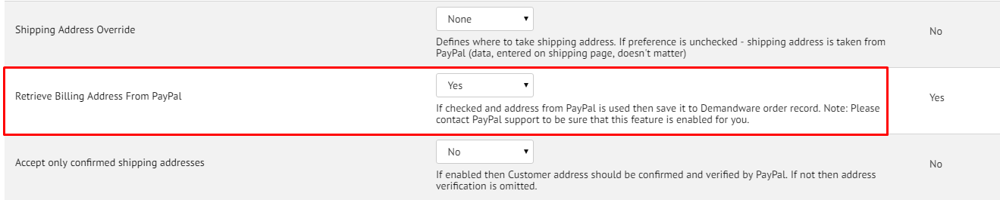 None
Shipping Address Override
No
Defines where to take shipping address. If preference is unchecked - shipping address is taken from
PayPal (data, entered on shipping page, doesn't matter)
Yes
Retrieve Billing Address From PayPal
Yes
If checked and address from PayPal is used then save it to Demandware order record. Note: Please
contact PayPal support to be sure that this feature is enabled for you.
No
Accept only confirmed shipping addresses
No
If enabled then Customer address should be confirmed and verified by PayPal. If not then address
verification is omitted.